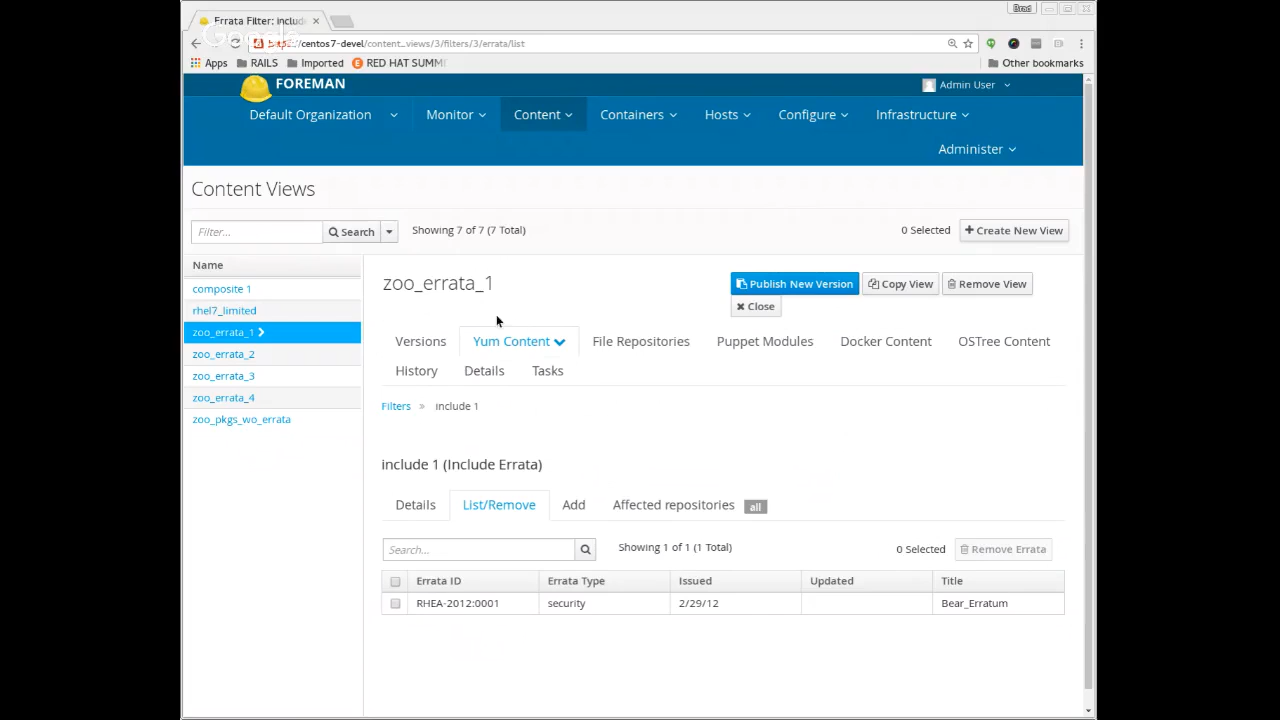 Brad
Errata Filter: includ
https://centos7-devel/content_views/3/filters/3/errata/list
Google
Apps RAILS Imported RED HAT SUMMI Other bookmarks
FOREMAN Admin User
Default Organization Monitor Content Containers Hosts Configure Infrastructure
Administer
Content Views
Filter... Search Showing 7 of 7 (7 Total) 0 Selected Create New View
Name
composite 1
rhel7_limited
zoo_errata_1
zoo_errata_2
zoo_errata_3
zoo_errata_4
zoo_pkgs_wo_errata
zoo_errata_1 Publish New Version Copy View Remove View
Close
Versions Yum Content File Repositories Puppet Modules Docker Content OSTree Content
History Details Tasks
Filters » include 1
include 1 (Include Errata)
Details List/Remove Add Affected repositories all
Search... Showing 1 of 1 (1 Total) 0 Selected Remove Errata
Errata ID Errata Type Issued Updated Title
RHEA-2012:0001 security 2/29/12 Bear_Erratum